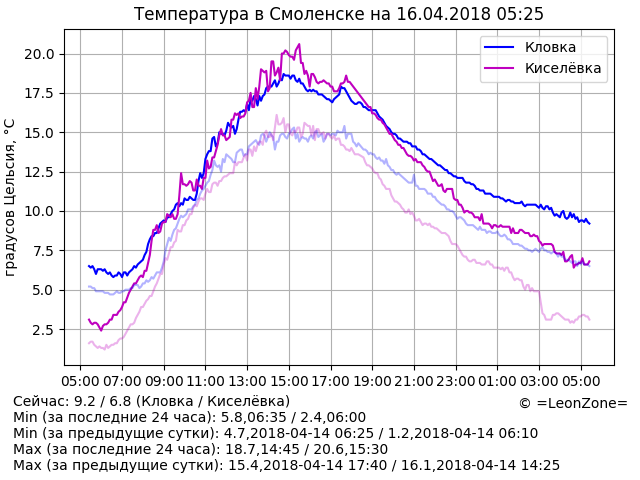 Температура в Смоленске на 16.04.2018 05:25
Кловка
Киселёвка
градусов Цельсия, °C
20.0
17.5
15.0
12.5
10.0
7.5
5.0
2.5
05:00 07:00 09:00 11:00 13:00 15:00 17:00 19:00 21:00 23:00 01:00 03:00 05:00
Сейчас: 9.2 / 6.8 (Кловка / Киселёвка)
© =LeonZone=
Min (за последние 24 часа): 5.8,06:35 / 2.4,06:00
Min (за предыдущие сутки): 4.7,2018-04-14 06:25 / 1.2,2018-04-14 06:10
Max (за последние 24 часа): 18.7,14:45 / 20.6,15:30
Max (за предыдущие сутки): 15.4,2018-04-14 17:40 / 16.1,2018-04-14 14:25